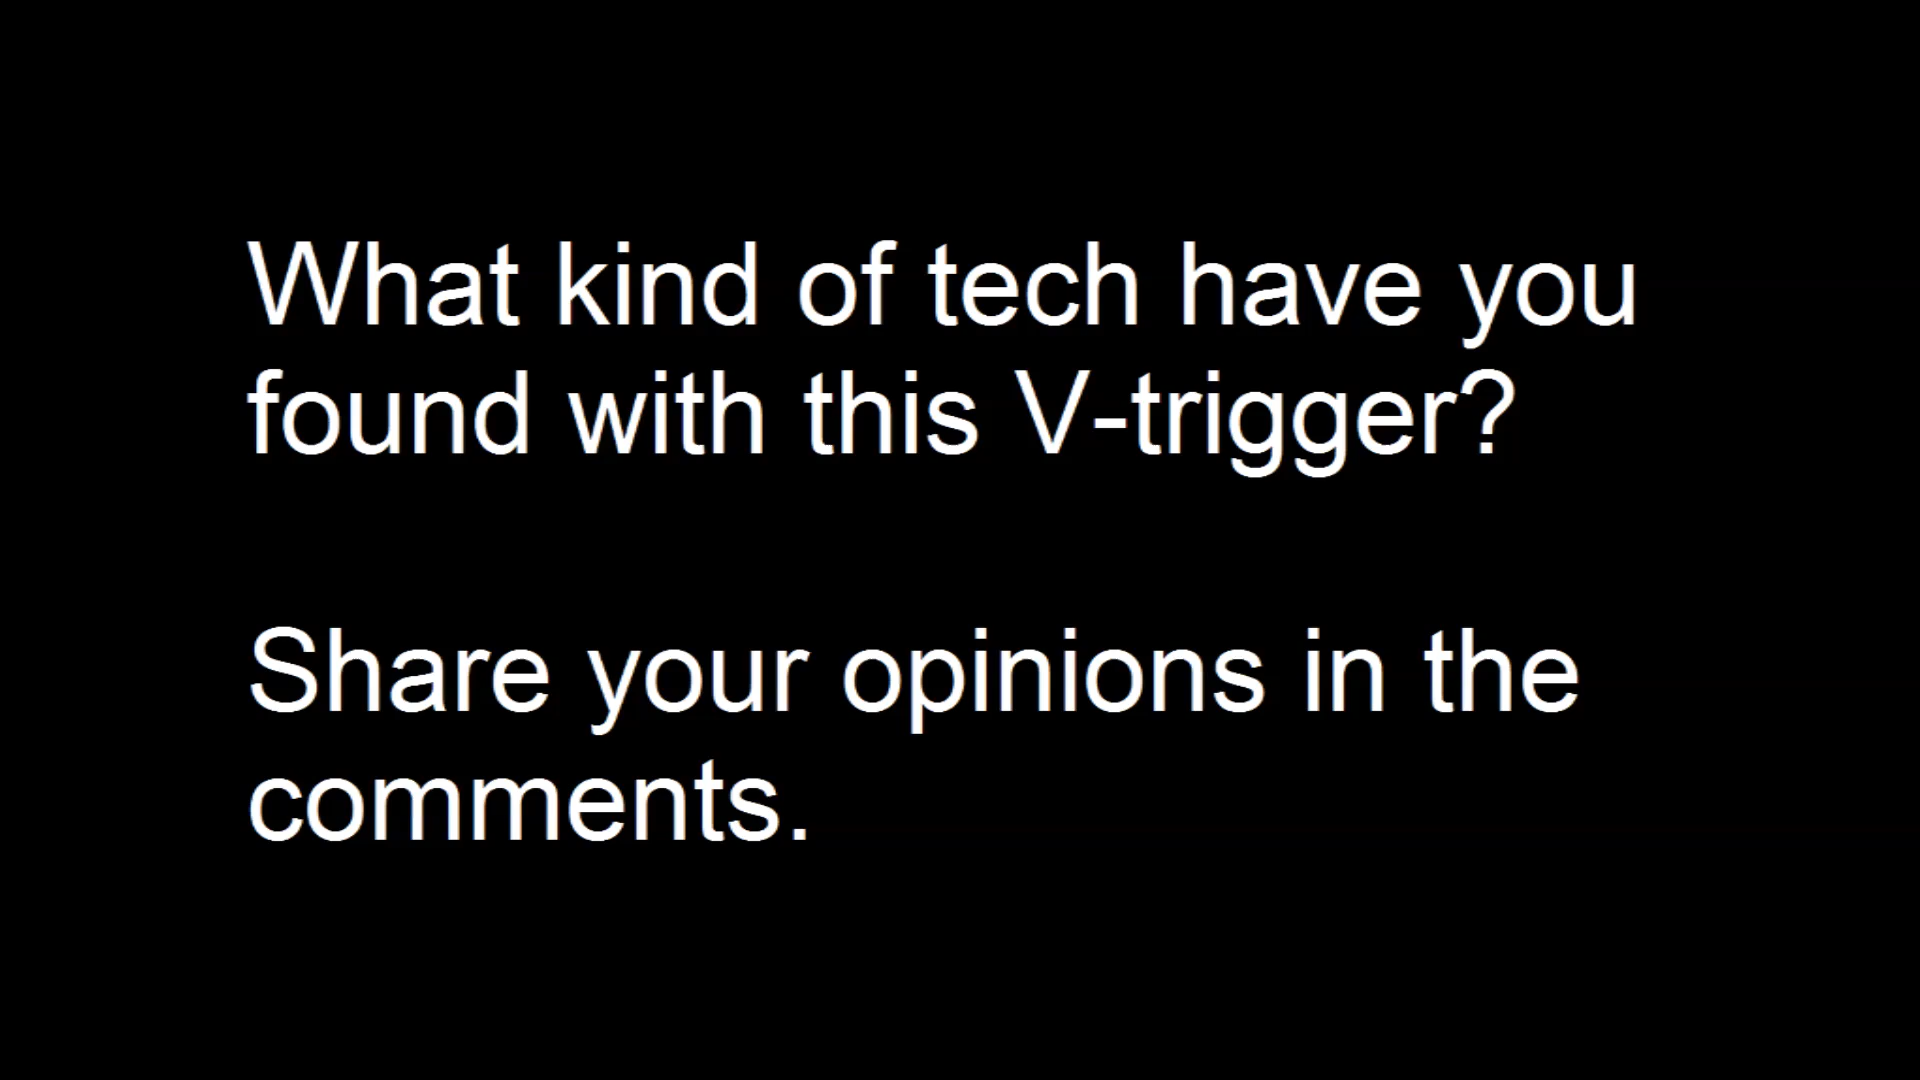 What kind of tech have you
found with this V-trigger?
Share your opinions in the
comments.